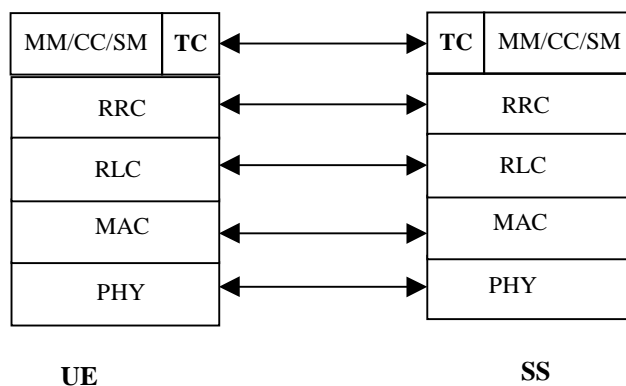 MM/CC/SM TC TC MM/CC/SM
RRC RRC
RLC RLC
MAC MAC
PHY PHY
UE SS